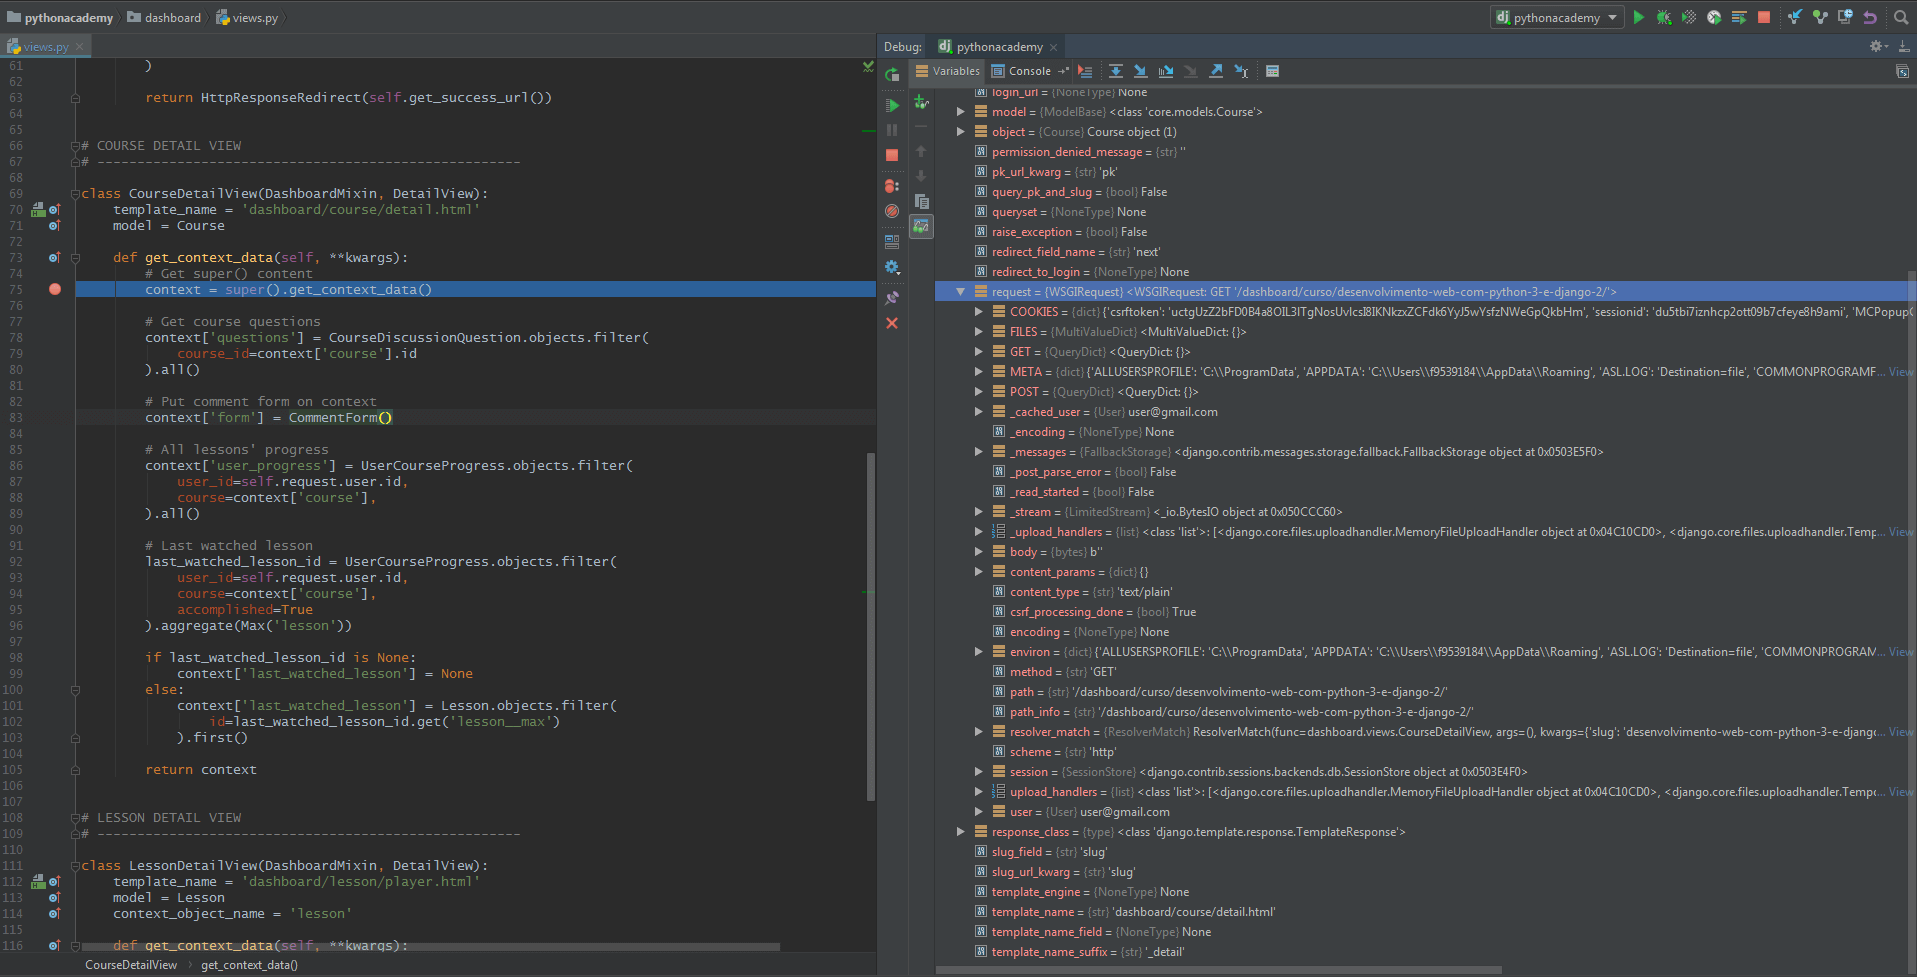 pythonacademy dashboard views.py pythonacademy
views.py
Debug: pythonacademy
Variables Console
61 )
62
63 return HttpResponseRedirect(self.get_success_url())
64
65
66 # COURSE DETAIL VIEW
67 # -----------------------------------------------------
68
69 class CourseDetailView(DashboardMixin, DetailView):
70 template_name = 'dashboard/course/detail.html'
71 model = Course
72
73 def get_context_data(self, **kwargs):
74 # Get super() content
75 context = super().get_context_data()
76
77 # Get course questions
78 context['questions'] = CourseDiscussionQuestion.objects.filter(
79 course_id=context['course'].id
80 ).all()
81
82 # Put comment form on context
83 context['form'] = CommentForm()
84
85 # All lessons' progress
86 context['user_progress'] = UserCourseProgress.objects.filter(
87 user_id=self.request.user.id,
88 course=context['course'],
89 ).all()
90
91 # Last watched lesson
92 last_watched_lesson_id = UserCourseProgress.objects.filter(
93 user_id=self.request.user.id,
94 course=context['course'],
95 accomplished=True
96 ).aggregate(Max('lesson'))
97
98 if last_watched_lesson_id is None:
99 context['last_watched_lesson'] = None
100 else:
101 context['last_watched_lesson'] = Lesson.objects.filter(
102 id=last_watched_lesson_id.get('lesson__max')
103 ).first()
104
105 return context
106
107
108 # LESSON DETAIL VIEW
109 # -----------------------------------------------------
110
111 class LessonDetailView(DashboardMixin, DetailView):
112 template_name = 'dashboard/lesson/player.html'
113 model = Lesson
114 context_object_name = 'lesson'
115
116 def get_context_data(self, **kwargs):
CourseDetailView get_context_data()
login_url = {NoneType} None
model = {ModelBase} <class 'core.models.Course'>
object = {Course} Course object (1)
permission_denied_message = {str} ''
pk_url_kwarg = {str} 'pk'
query_pk_and_slug = {bool} False
queryset = {NoneType} None
raise_exception = {bool} False
redirect_field_name = {str} 'next'
redirect_to_login = {NoneType} None
request = {WSGIRequest} <WSGIRequest: GET '/dashboard/curso/desenvolvimento-web-com-python-3-e-django-2/'>
COOKIES = {dict} {'csrftoken': 'sessionid': 'du5tbi7iznhcp2ott09b7cfeye8h9ami',
FILES = {MultiValueDict} <MultiValueDict: {}>
GET = {QueryDict} <QueryDict: {}>
META = {dict} {'ALLUSERSPROFILE': 'C:\\ProgramData', 'APPDATA': 'C:\\Users\\f9539184\\AppData\\Roaming', 'ASL.LOG': 'Destination=file', 'COMMONPROGRAMF... View
POST = {QueryDict} <QueryDict: {}>
_cached_user = {User} user@gmail.com
_encoding = {NoneType} None
_messages = {FallbackStorage} <django.contrib.messages.storage.fallback.FallbackStorage object at 0x0503E5F0>
_post_parse_error = {bool} False
_read_started = {bool} False
_stream = {LimitedStream} <_io.BytesIO object at 0x050CCC60>
_upload_handlers = {list} <class 'list'>: [<django.core.files.uploadhandler.MemoryFileUploadHandler object at 0x04C10CD0>, <django.core.files.uploadhandler.Temp... View
body = {bytes} b''
content_params = {dict} {}
content_type = {str} 'text/plain'
csrf_processing_done = {bool} True
encoding = {NoneType} None
environ = {dict} {'ALLUSERSPROFILE': 'C:\\ProgramData', 'APPDATA': 'C:\\Users\\f9539184\\AppData\\Roaming', 'ASL.LOG': 'Destination=file', 'COMMONPROGRAM... View
method = {str} 'GET'
path = {str} '/dashboard/curso/desenvolvimento-web-com-python-3-e-django-2/'
path_info = {str} '/dashboard/curso/desenvolvimento-web-com-python-3-e-django-2/'
resolver_match = {ResolverMatch} ResolverMatch(func=dashboard.views.CourseDetailView, args=(), kwargs={'slug': 'desenvolvimento-web-com-python-3-e-djang... View
scheme = {str} 'http'
session = {SessionStore} <django.contrib.sessions.backends.db.SessionStore object at 0x0503E4F0>
upload_handlers = {list} <class 'list'>: [<django.core.files.uploadhandler.MemoryFileUploadHandler object at 0x04C10CD0>, <django.core.files.uploadhandler.Temp... View
user = {User} user@gmail.com
response_class = {type} <class 'django.template.response.TemplateResponse'>
slug_field = {str} 'slug'
slug_url_kwarg = {str} 'slug'
template_engine = {NoneType} None
template_name = {str} 'dashboard/course/detail.html'
template_name_field = {NoneType} None
template_name_suffix = {str} '_detail'